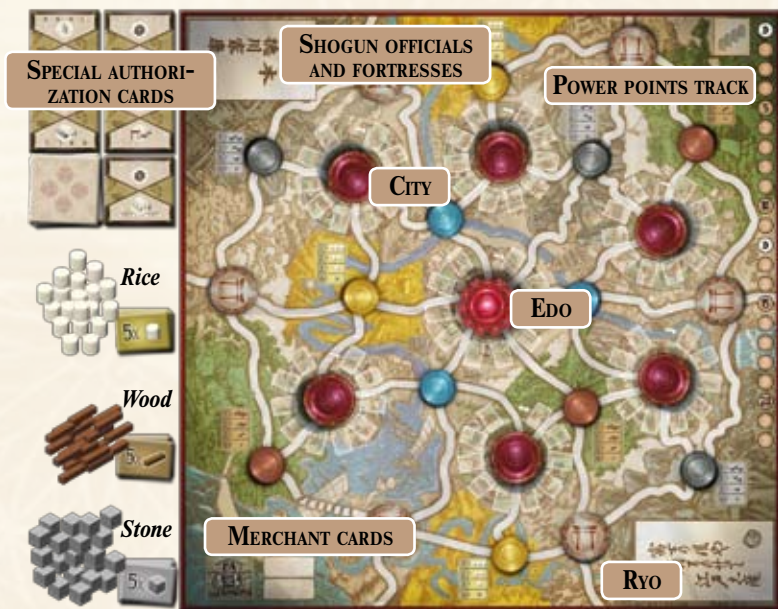 SPECIAL AUTHORI-
ZATION CARDS
SHOGUN OFFICIALS
AND FORTRESSES
POWER POINTS TRACK
CITY
Rice
5x
EDO
Wood
5x
Stone
5x
MERCHANT CARDS
RYO